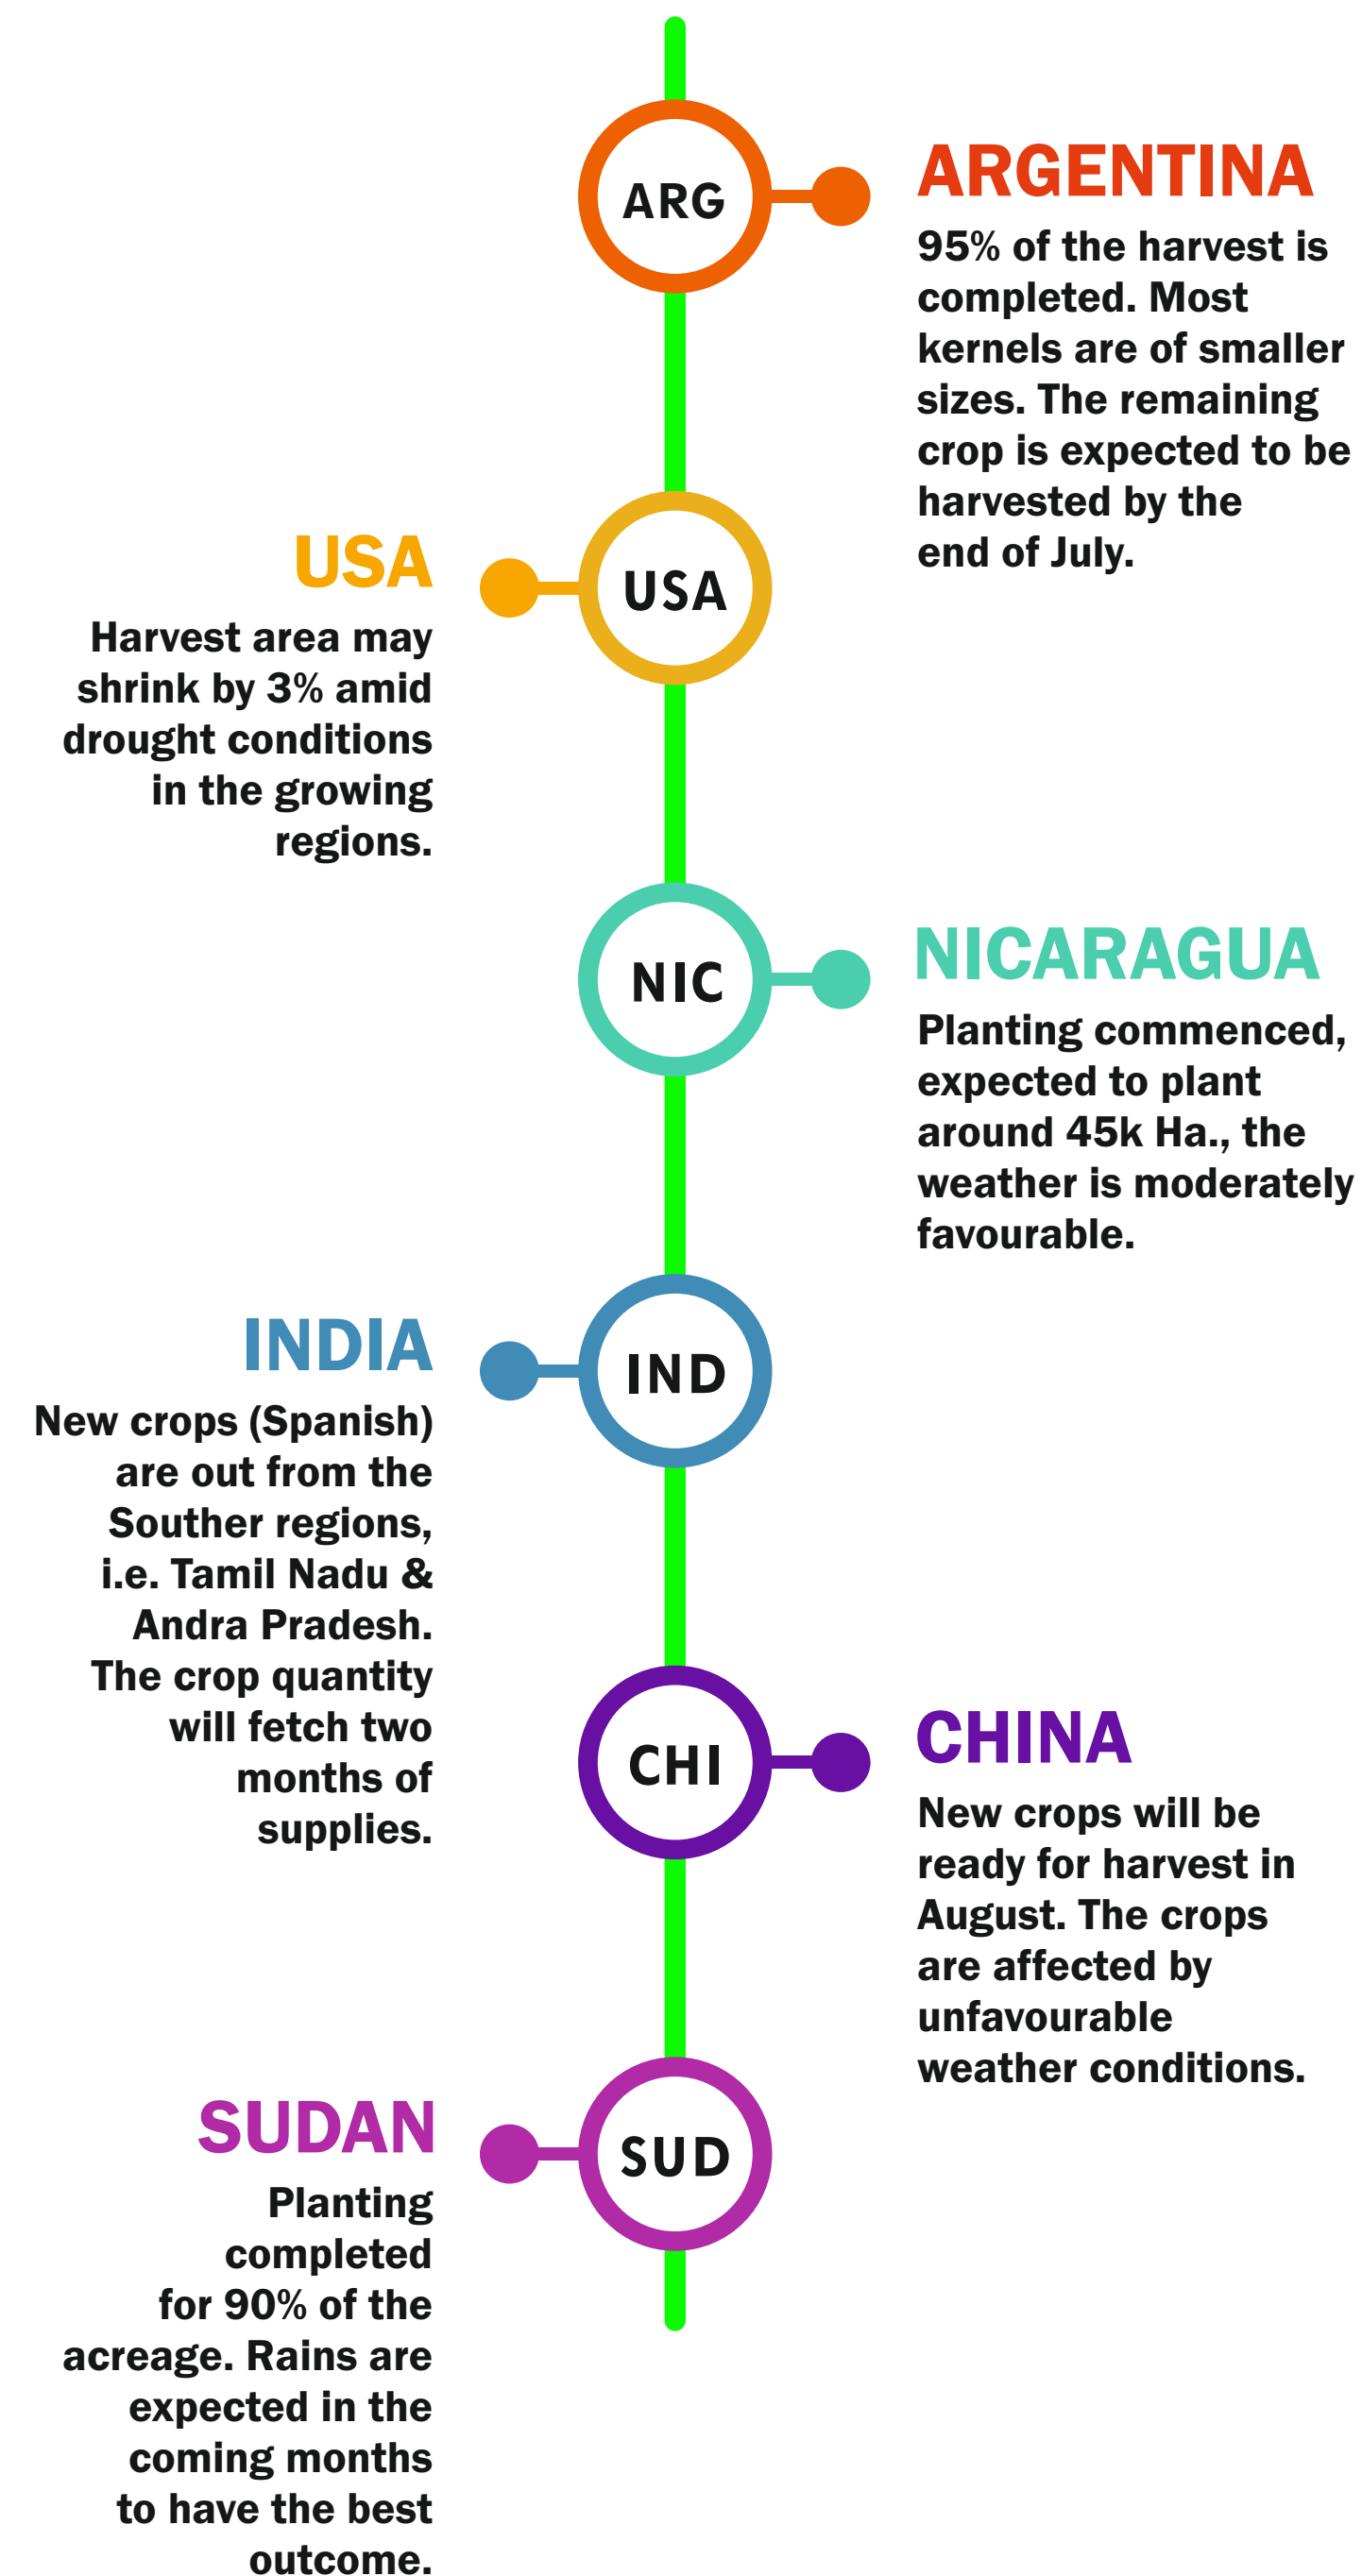 ARG
ARGENTINA
95% of the harvest is
completed. Most
kernels are of smaller
sizes. The remaining
crop is expected to be
harvested by the
end of July.
USA
USA
Harvest area may
shrink by 3% amid
drought conditions
in the growing
regions.
NIC
NICARAGUA
Planting commenced,
expected to plant
around 45k Ha., the
weather is moderately
favourable.
IND
INDIA
New crops (Spanish)
are out from the
Souther regions,
i.e. Tamil Nadu &
Andra Pradesh.
The crop quantity
will fetch two
months of
supplies.
CHI
CHINA
New crops will be
ready for harvest in
August. The crops
are affected by
unfavourable
weather conditions.
SUD
SUDAN
Planting
completed
for 90% of the
acreage. Rains are
expected in the
coming months
to have the best
outcome.